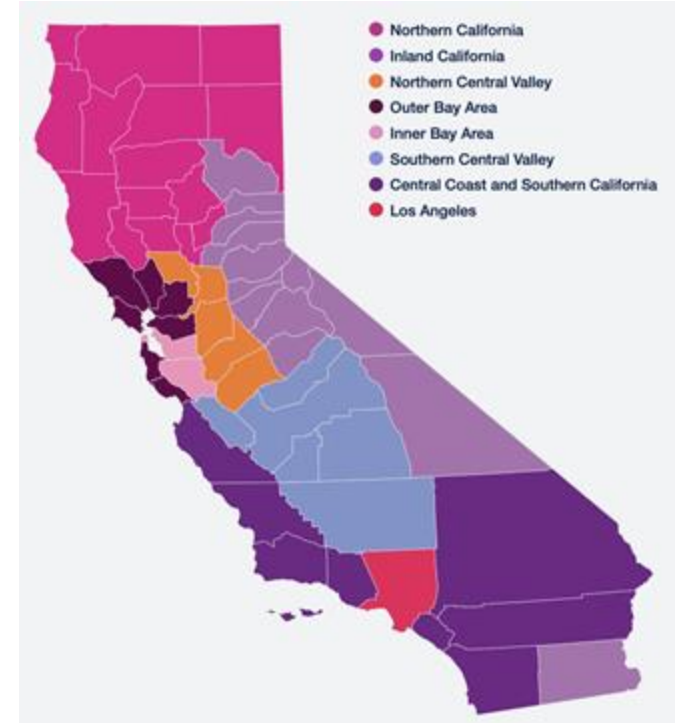 Northern California
Inland California
Northern Central Valley
Outer Bay Area
Inner Bay Area
Southern Central Valley
Central Coast and Southern California
Los Angeles